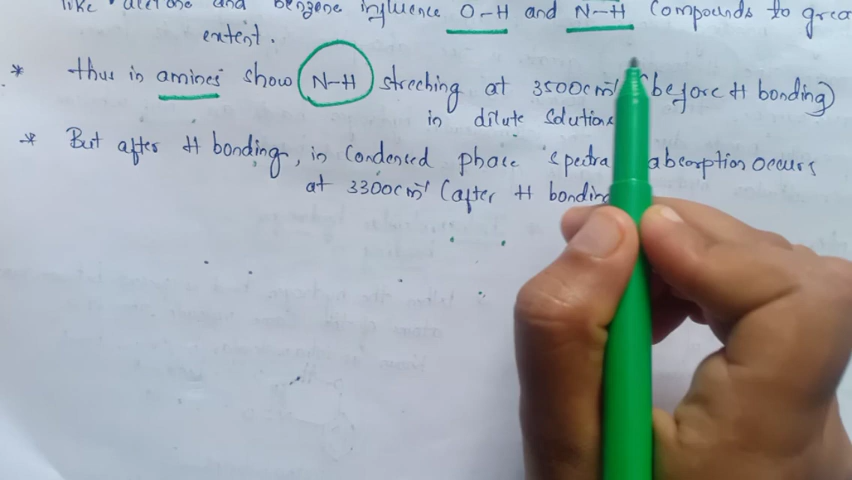 like acetone and benzene influence O-H and N-H Compounds to grea
extent.
* thus in amines show N-H streching at 3500cm⁻¹ (before H bonding)
in dilute solutions
* But after H bonding, in Condensed phase spectra absorption occurs
at 3300cm⁻¹ (after H bonding